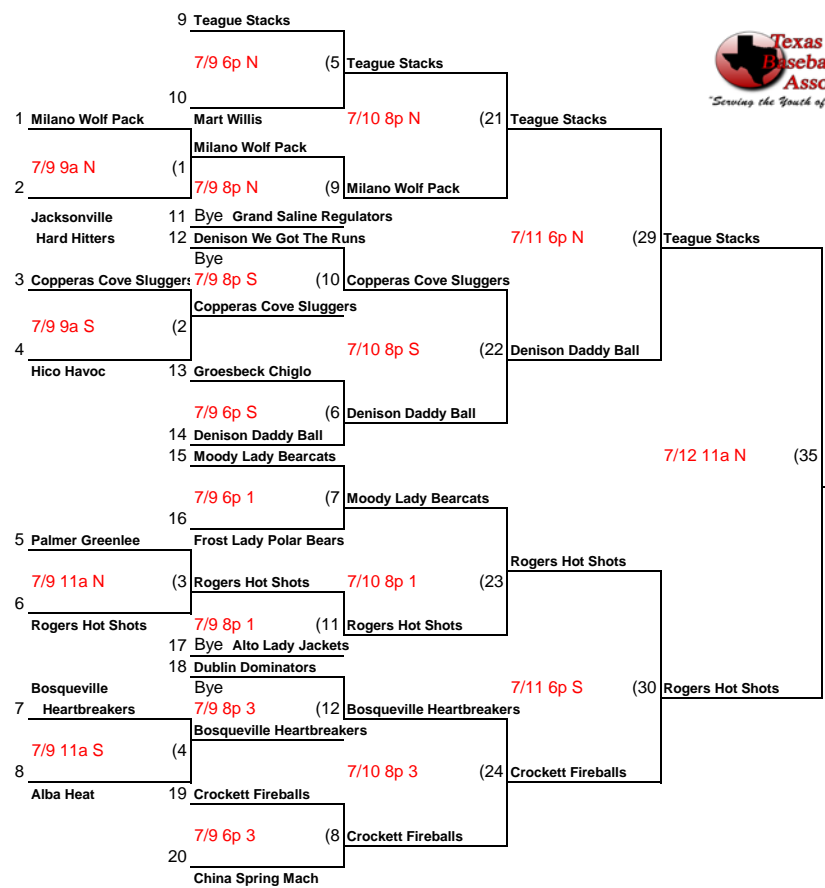 9 Teague Stacks
7/9 6p N (5 Teague Stacks
10
1 Milano Wolf Pack Mart Willis 7/10 8p N (21 Teague Stacks
Texas
Baseba
Asso
"Serving the Youth of
Milano Wolf Pack
7/9 9a N (1
2 7/9 8p N (9 Milano Wolf Pack
Jacksonville 11 Bye Grand Saline Regulators
Hard Hitters 12 Denison We Got The Runs 7/11 6p N (29 Teague Stacks
Bye
3 Copperas Cove Sluggers 7/9 8p S (10 Copperas Cove Sluggers
Copperas Cove Sluggers
7/9 9a S (2
4 7/10 8p S (22 Denison Daddy Ball
Hico Havoc 13 Groesbeck Chiglo
7/9 6p S (6 Denison Daddy Ball
14 Denison Daddy Ball
15 Moody Lady Bearcats 7/12 11a N (35
7/9 6p 1 (7 Moody Lady Bearcats
16
5 Palmer Greenlee Frost Lady Polar Bears
Rogers Hot Shots
7/9 11a N (3 Rogers Hot Shots 7/10 8p 1 (23
6
Rogers Hot Shots 7/9 8p 1 (11 Rogers Hot Shots
17 Bye Alto Lady Jackets
18 Dublin Dominators
Bosqueville Bye 7/11 6p S (30 Rogers Hot Shots
7 Heartbreakers 7/9 8p 3 (12 Bosqueville Heartbreakers
Bosqueville Heartbreakers
7/9 11a S (4
8 7/10 8p 3 (24 Crockett Fireballs
Alba Heat 19 Crockett Fireballs
7/9 6p 3 (8 Crockett Fireballs
20
China Spring Mach